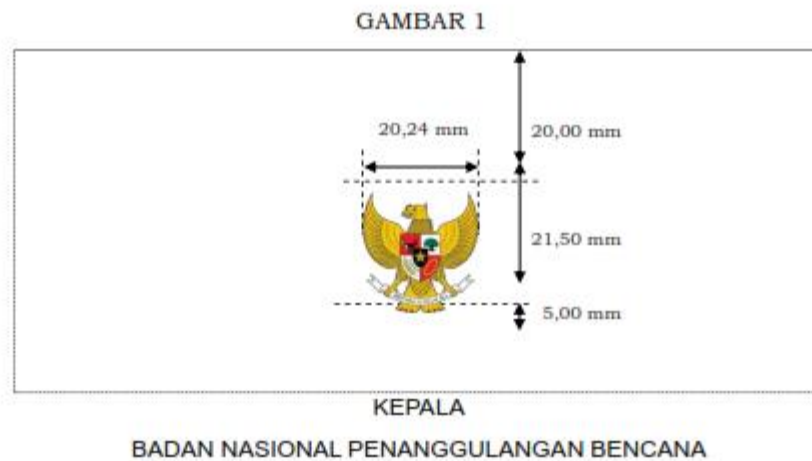 GAMBAR 1
20,24 mm
20,00 mm
21,50 mm
5,00 mm
KEPALA
BADAN NASIONAL PENANGGULANGAN BENCANA